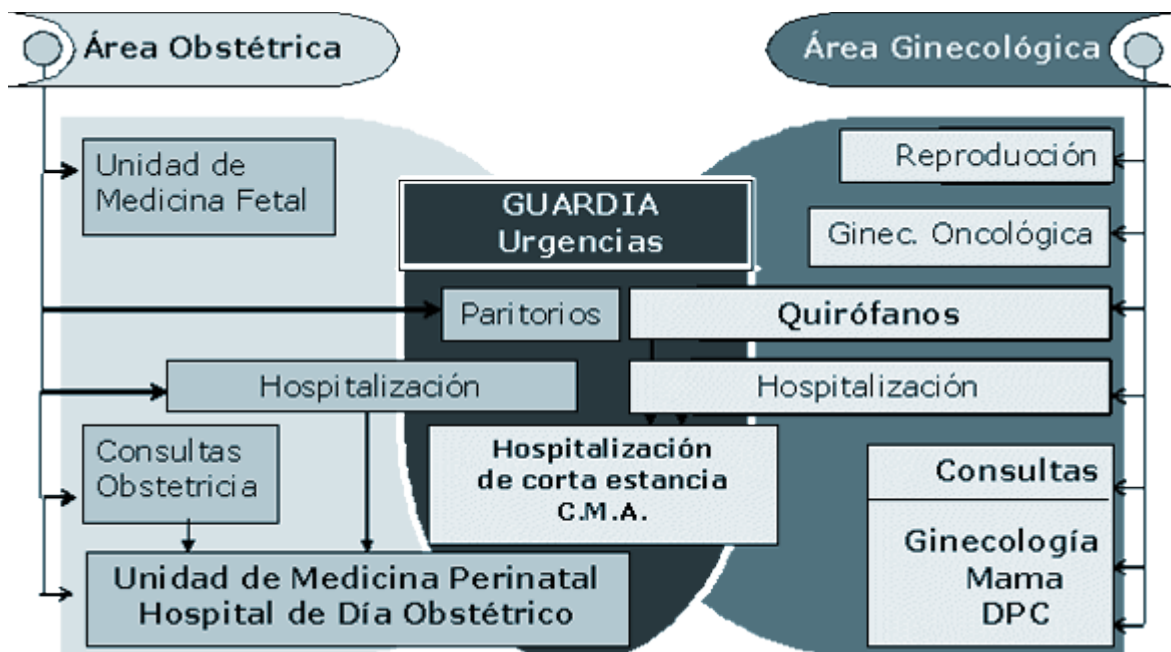 Área Obstétrica
Área Ginecológica
Unidad de
Medicina Fetal
GUARDIA
Urgencias
Reproducción
Ginec. Oncológica
Paritorios
Quirófanos
Hospitalización
Hospitalización
Consultas
Obstetricia
Hospitalización
de corta estancia
C.M.A.
Consultas
Ginecología
Mama
DPC
Unidad de Medicina Perinatal
Hospital de Día Obstétrico